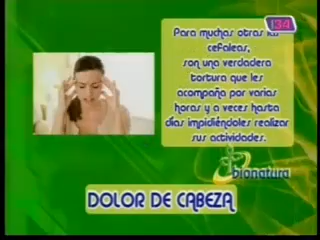 134
Para muchas otras las
cefaleas,
son una verdadera
tortura que les
acompaña por varias
horas y a veces hasta
días impidiéndoles realizar
sus actividades.
bionatura
DOLOR DE CABEZA